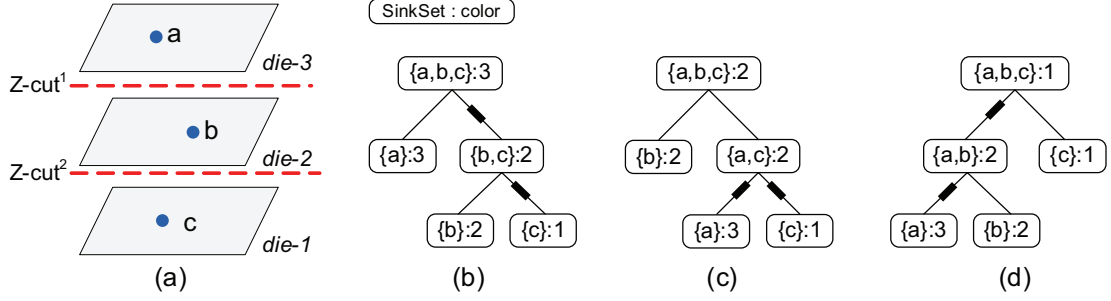 SinkSet : color
a
die-3
Z-cut¹
b
die-2
Z-cut²
c
die-1
(a)
{a,b,c}:3
{a}:3
{b,c}:2
{b}:2
{c}:1
(b)
{a,b,c}:2
{b}:2
{a,c}:2
{a}:3
{c}:1
(c)
{a,b,c}:1
{a,b}:2
{c}:1
{a}:3
{b}:2
(d)